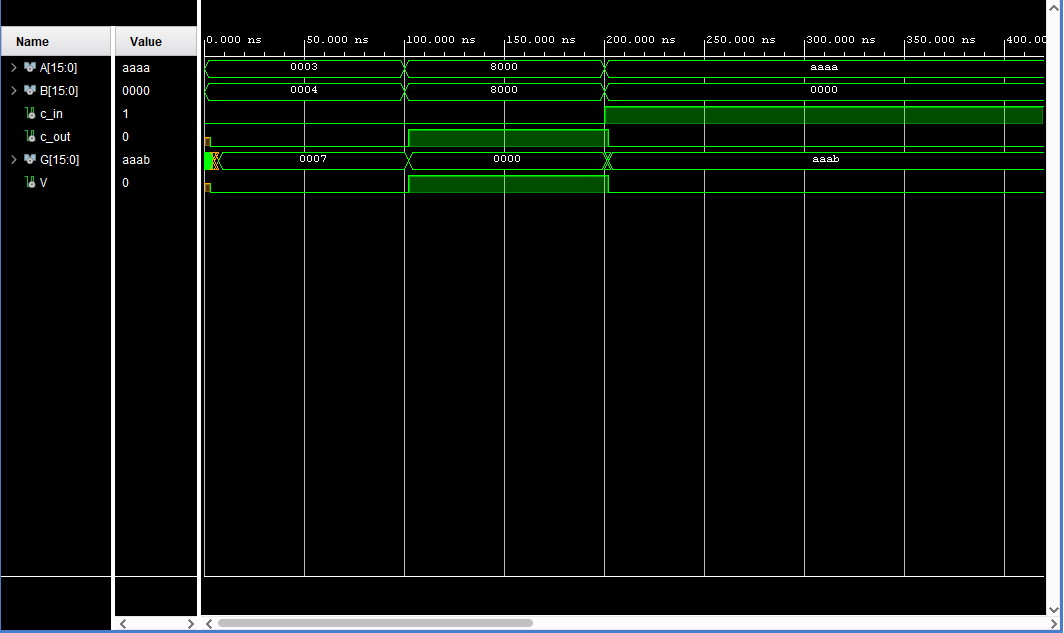 Name Value
0.000 ns 50.000 ns 100.000 ns 150.000 ns 200.000 ns 250.000 ns 300.000 ns 350.000 ns 400.00
A[15:0] aaaa 0003 8000 aaaa
B[15:0] 0000 0004 8000 0000
c_in 1
c_out 0
G[15:0] aaab 0007 0000 aaab
V 0